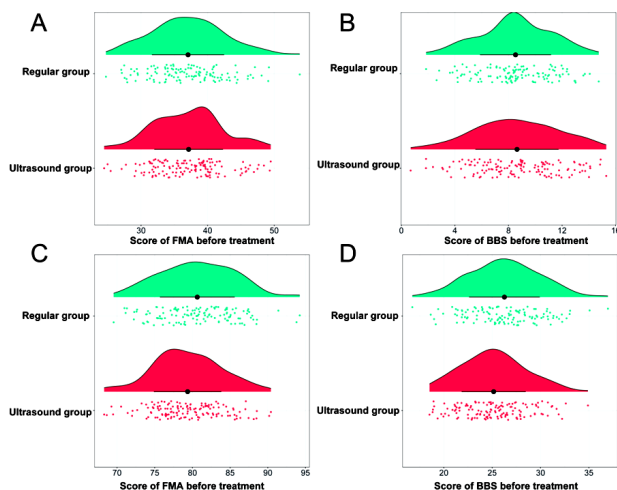 A
B
Regular group
Regular group
Ultrasound group
Ultrasound group
30 40 50
0 4 8 12 16
Score of FMA before treatment
Score of BBS before treatment
C
D
Regular group
Regular group
Ultrasound group
Ultrasound group
70 75 80 85 90 95
20 25 30 35
Score of FMA before treatment
Score of BBS before treatment